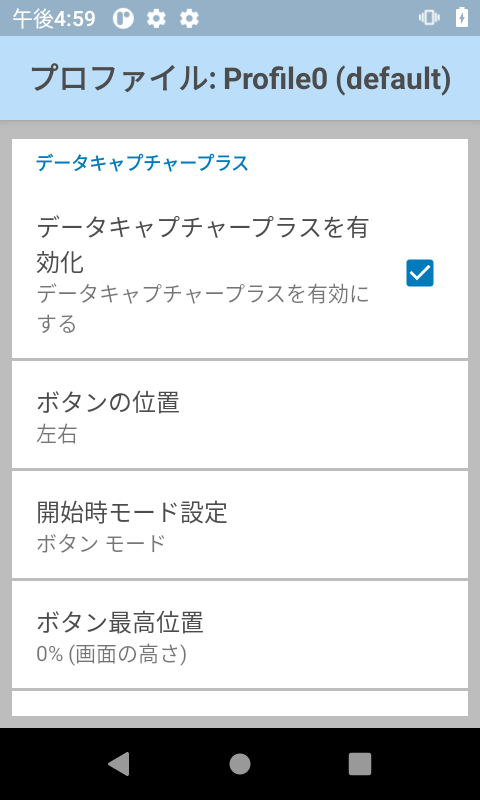 午後4:59
プロファイル: Profile0 (default)
データキャプチャープラス
データキャプチャープラスを有
効化
データキャプチャープラスを有効に
する
ボタンの位置
左右
開始時モード設定
ボタン モード
ボタン最高位置
0% (画面の高さ)